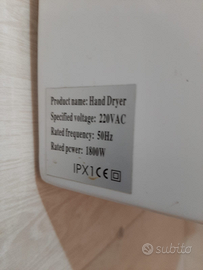 Product name: Hand Dryer
Specified voltage: 220VAC
Rated frequency: 50Hz
Rated power: 1800W
IPX1 CE
subito